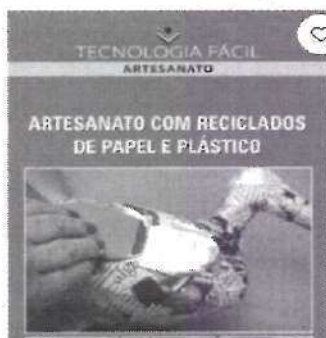 TECNOLOGIA FÁCIL
ARTESANATO
ARTESANATO COM RECICLADOS
DE PAPEL E PLÁSTICO